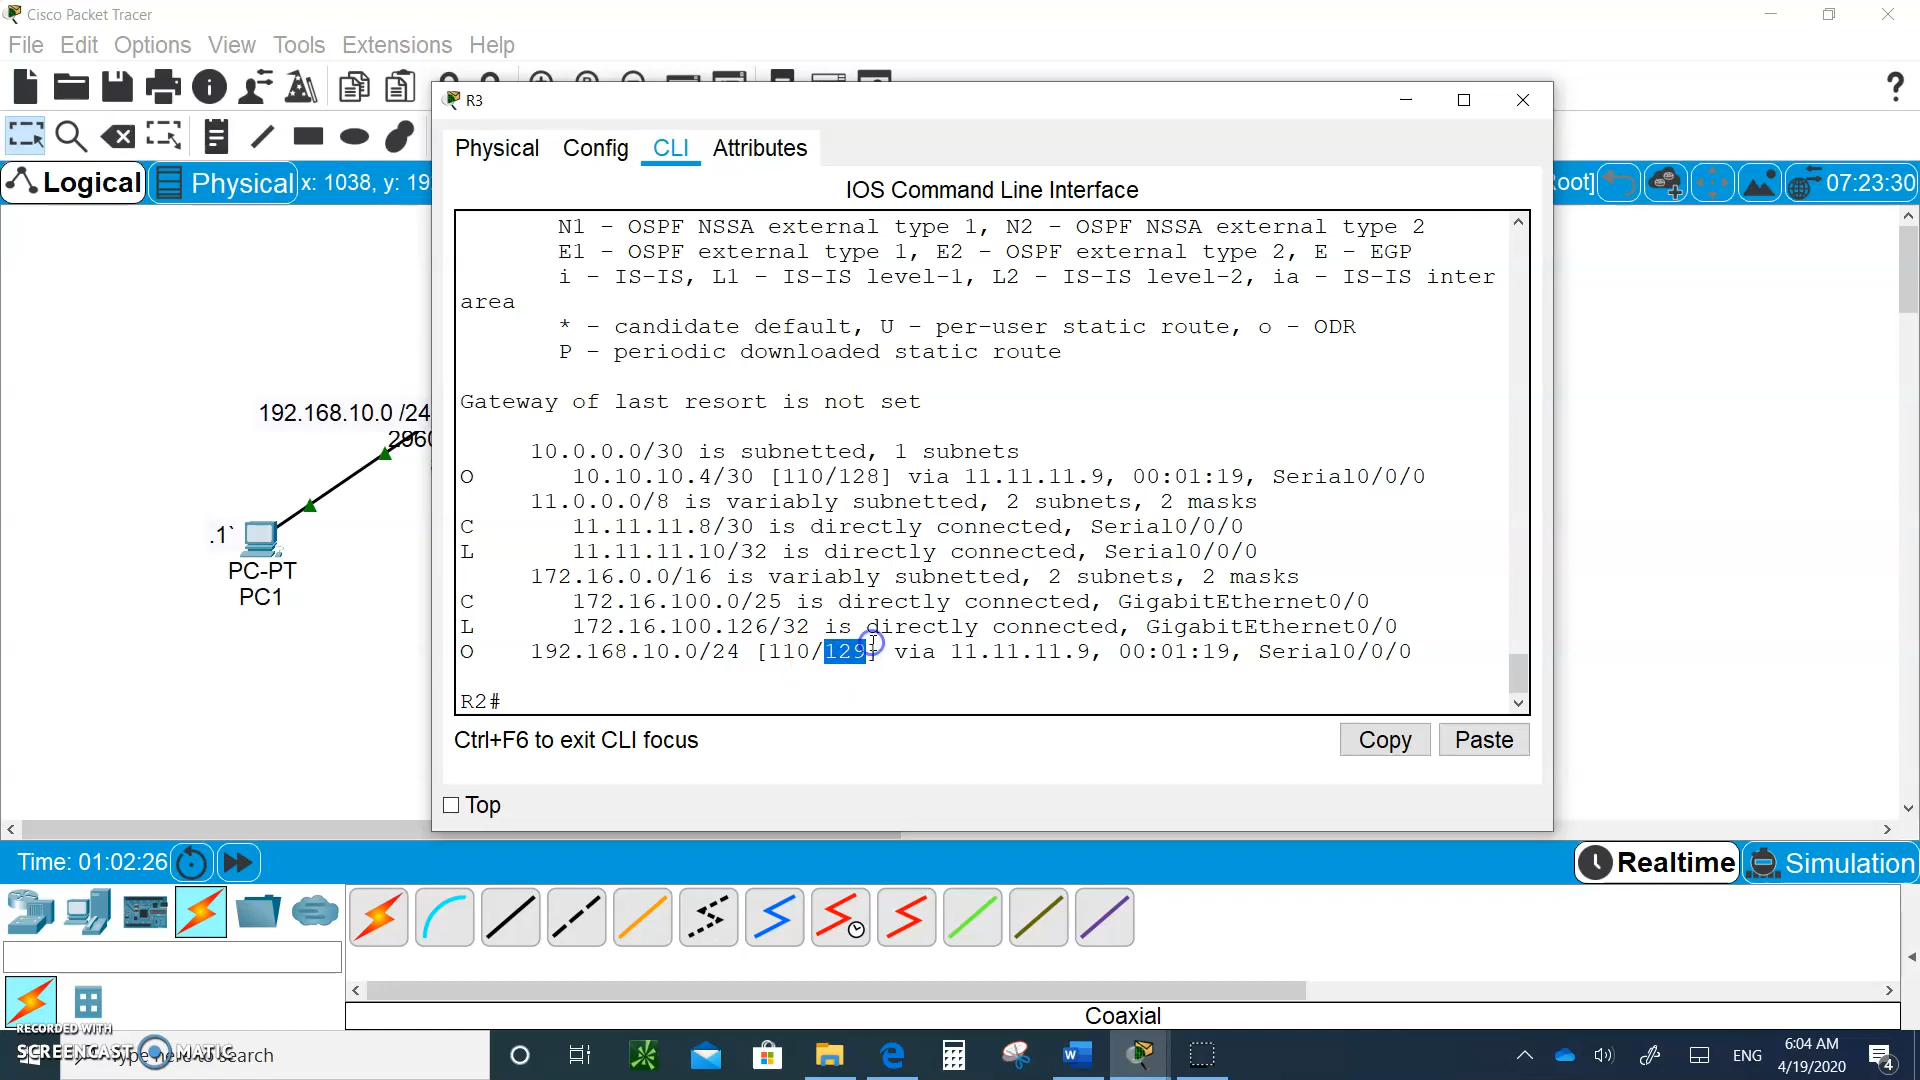 Cisco Packet Tracer
File Edit Options View Tools Extensions Help
?
R3
Physical Config CLI Attributes
Logical Physical x: 1038, y: 19 oot] 07:23:30
IOS Command Line Interface
N1 - OSPF NSSA external type 1, N2 - OSPF NSSA external type 2
E1 - OSPF external type 1, E2 - OSPF external type 2, E - EGP
i - IS-IS, L1 - IS-IS level-1, L2 - IS-IS level-2, ia - IS-IS inter
area
* - candidate default, U - per-user static route, o - ODR
P - periodic downloaded static route
Gateway of last resort is not set
10.0.0.0/30 is subnetted, 1 subnets
O 10.10.10.4/30 [110/128] via 11.11.11.9, 00:01:19, Serial0/0/0
11.0.0.0/8 is variably subnetted, 2 subnets, 2 masks
C 11.11.11.8/30 is directly connected, Serial0/0/0
L 11.11.11.10/32 is directly connected, Serial0/0/0
172.16.0.0/16 is variably subnetted, 2 subnets, 2 masks
C 172.16.100.0/25 is directly connected, GigabitEthernet0/0
L 172.16.100.126/32 is directly connected, GigabitEthernet0/0
O 192.168.10.0/24 [110/129] via 11.11.11.9, 00:01:19, Serial0/0/0
R2#
192.168.10.0 /24
2960
.1`
PC-PT
PC1
Ctrl+F6 to exit CLI focus
Copy Paste
Top
Time: 01:02:26
Realtime Simulation
Coaxial
RECORDED WITH
SCREENCAST MATIC
Type here to search
ENG
6:04 AM
4/19/2020
4